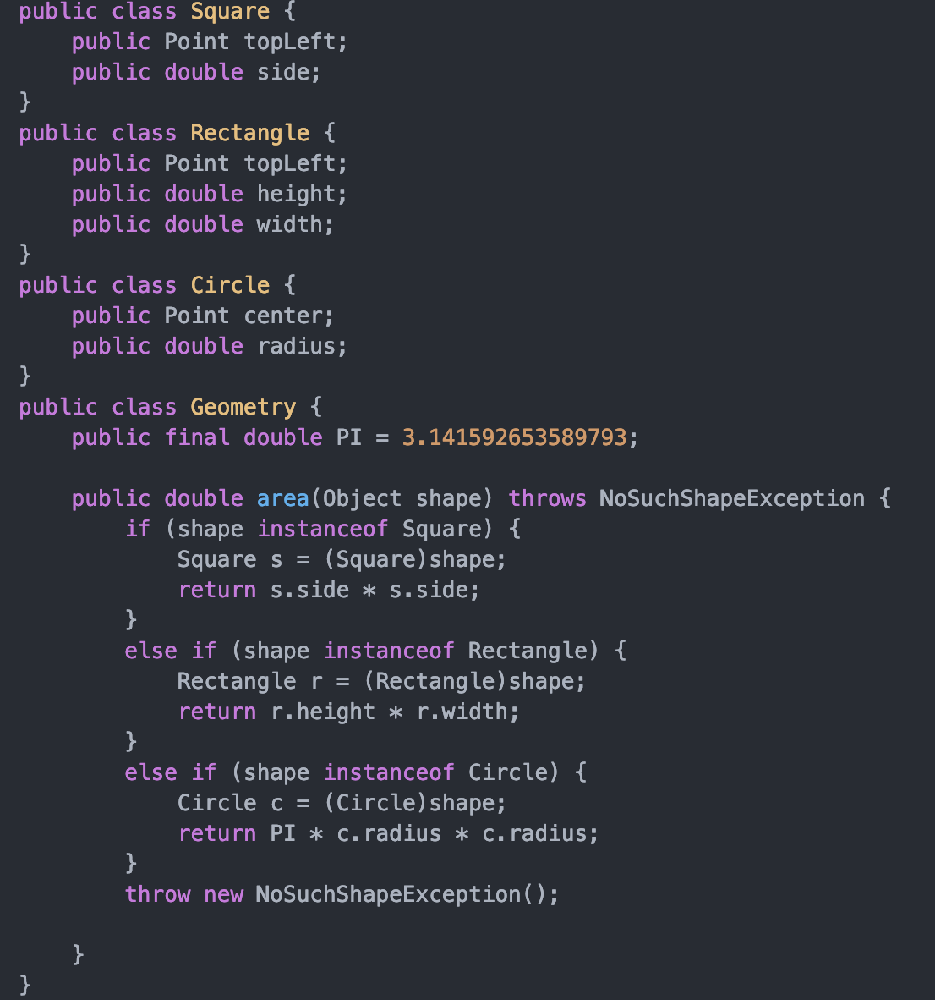 public class Square {
    public Point topLeft;
    public double side;
}
public class Rectangle {
    public Point topLeft;
    public double height;
    public double width;
}
public class Circle {
    public Point center;
    public double radius;
}
public class Geometry {
    public final double PI = 3.141592653589793;

    public double area(Object shape) throws NoSuchShapeException {
        if (shape instanceof Square) {
            Square s = (Square)shape;
            return s.side * s.side;
        }
        else if (shape instanceof Rectangle) {
            Rectangle r = (Rectangle)shape;
            return r.height * r.width;
        }
        else if (shape instanceof Circle) {
            Circle c = (Circle)shape;
            return PI * c.radius * c.radius;
        }
        throw new NoSuchShapeException();

    }
}